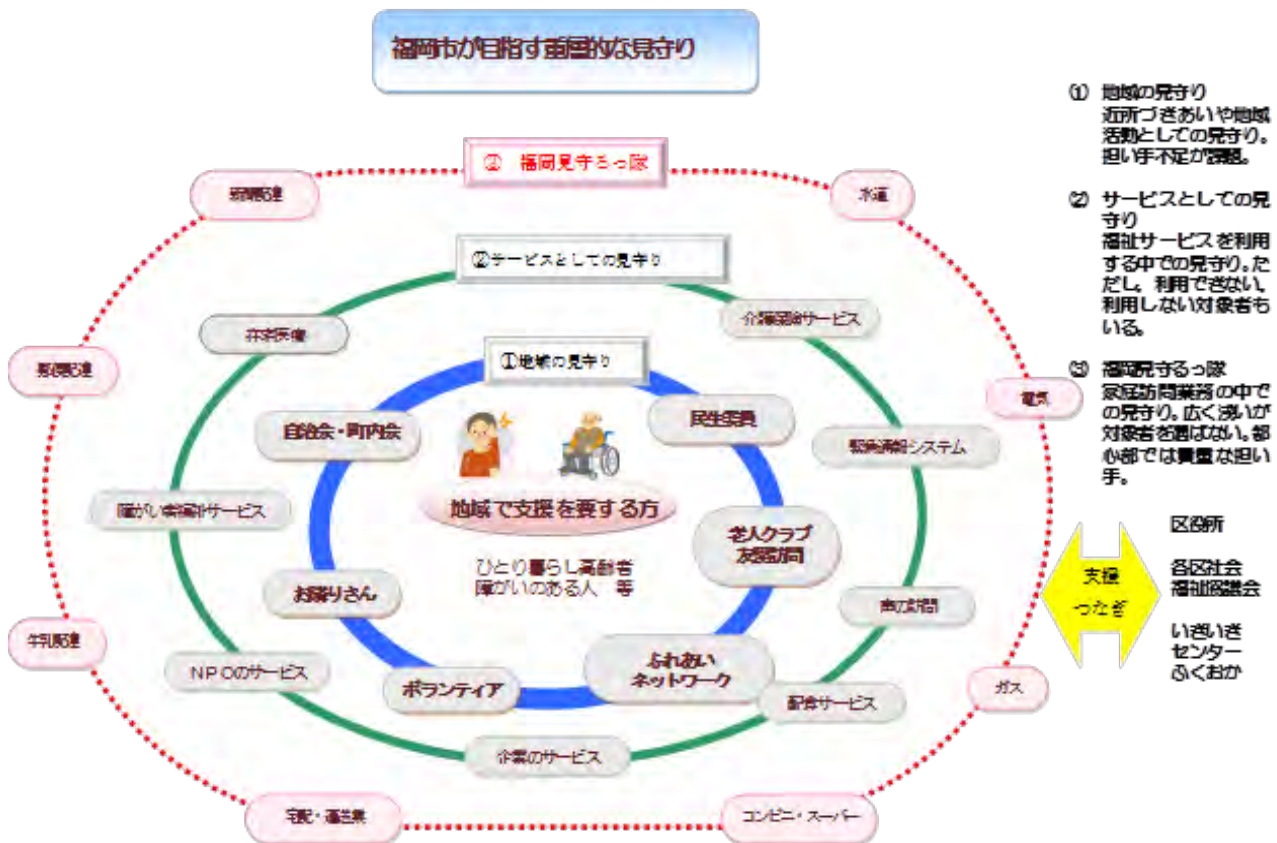 福岡市が目指す重層的な見守り
③ 福岡見守るっ隊
新聞配達
水道
②サービスとしての見守り
在宅医療
介護保険サービス
①地域の見守り
郵便配達
電気
自治会・町内会
民生委員
緊急通報システム
障がい者福祉サービス
地域で支援を要する方
老人クラブ
友愛訪問
ひとり暮らし高齢者
障がいのある人 等
お隣りさん
声の訪問
牛乳配達
NPOのサービス
ボランティア
ふれあい
ネットワーク
配食サービス
ガス
企業のサービス
宅配・運送業
コンビニ・スーパー
① 地域の見守り
近所づきあいや地域
活動としての見守り。
担い手不足が課題。
② サービスとしての見
守り
福祉サービスを利用
する中での見守り。た
だし、利用できない、
利用しない対象者も
いる。
③ 福岡見守るっ隊
家庭訪問業務の中で
の見守り。広く浅いが
対象者を選ばない。都
心部では貴重な担い
手。
支援
つなぎ
区役所
各区社会
福祉協議会
いきいき
センター
ふくおか